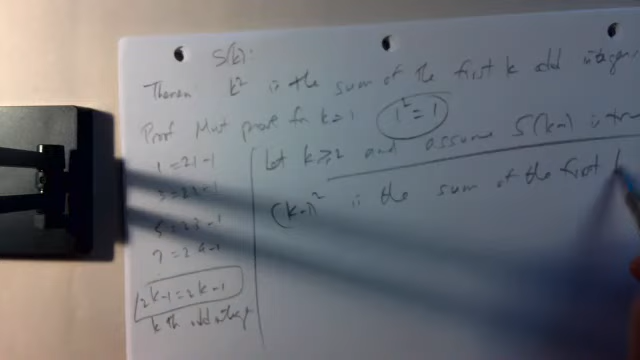 S(k):
Theorem k² is the sum of the first k odd integers.
Proof Must prove for k=1 1² = 1
1 = 2·1-1
3 = 2·2-1
5 = 2·3-1
7 = 2·4-1
2k-1 = 2k-1
k th odd integer
Let k ≥ 2 and assume S(k-1) is true
(k-1)² is the sum of the first